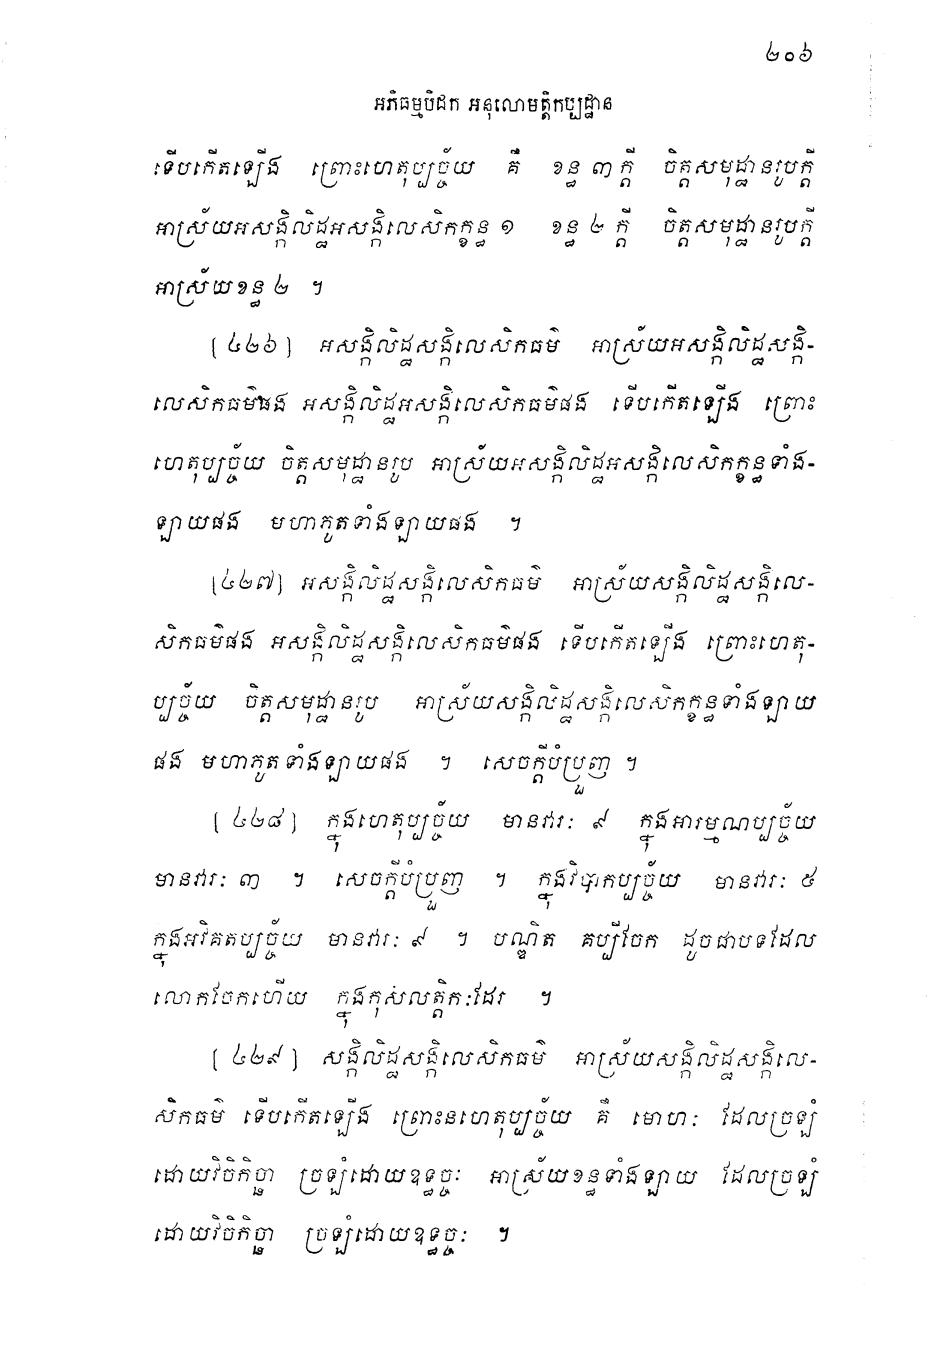 ២០៦
អភិធម្មបិដក អនុលោមត្តិកប្បដ្ឋាន
ទើបកើតឡើង ព្រោះហេតុប្បច្ច័យ គឺ ខន្ធ ៣ ក្តី ចិត្តសមុដ្ឋានរូបក្តី
អាស្រ័យអសង្កិលិដ្ឋអសង្កិលេសិកក្ខន្ធ ១ ខន្ធ ២ ក្តី ចិត្តសមុដ្ឋានរូបក្តី
អាស្រ័យខន្ធ ២ ។
[៤២៦] អសង្កិលិដ្ឋសង្កិលេសិកធម៌ អាស្រ័យអសង្កិលិដ្ឋសង្កិ-
លេសិកធម៌ផង អសង្កិលិដ្ឋអសង្កិលេសិកធម៌ផង ទើបកើតឡើង ព្រោះ
ហេតុប្បច្ច័យ ចិត្តសមុដ្ឋានរូប អាស្រ័យអសង្កិលិដ្ឋអសង្កិលេសិកក្ខន្ធទាំង-
ឡាយផង មហាភូតទាំងឡាយផង ។
[៤២៧] អសង្កិលិដ្ឋសង្កិលេសិកធម៌ អាស្រ័យសង្កិលិដ្ឋសង្កិលេ-
សិកធម៌ផង អសង្កិលិដ្ឋសង្កិលេសិកធម៌ផង ទើបកើតឡើង ព្រោះហេតុ-
ប្បច្ច័យ ចិត្តសមុដ្ឋានរូប អាស្រ័យសង្កិលិដ្ឋសង្កិលេសិកក្ខន្ធទាំងឡាយ
ផង មហាភូតទាំងឡាយផង ។ សេចក្តីបំប្រួញ ។
[៤២៨] ក្នុងហេតុប្បច្ច័យ មានវារៈ ៩ ក្នុងអារម្មណប្បច្ច័យ
មានវារៈ ៣ ។ សេចក្តីបំប្រួញ ។ ក្នុងវិបាកប្បច្ច័យ មានវារៈ ៥
ក្នុងអវិគតប្បច្ច័យ មានវារៈ ៩ ។ បណ្ឌិត គប្បីចែក ដូចជាបទដែល
លោកចែកហើយ ក្នុងកុសលត្តិកៈដែរ ។
[៤២៩] សង្កិលិដ្ឋសង្កិលេសិកធម៌ អាស្រ័យសង្កិលិដ្ឋសង្កិលេ-
សិកធម៌ ទើបកើតឡើង ព្រោះនហេតុប្បច្ច័យ គឺ មោហៈ ដែលច្រឡំ
ដោយវិចិកិច្ឆា ច្រឡំដោយឧទ្ធច្ចៈ អាស្រ័យខន្ធទាំងឡាយ ដែលច្រឡំ
ដោយវិចិកិច្ឆា ច្រឡំដោយឧទ្ធច្ចៈ ។